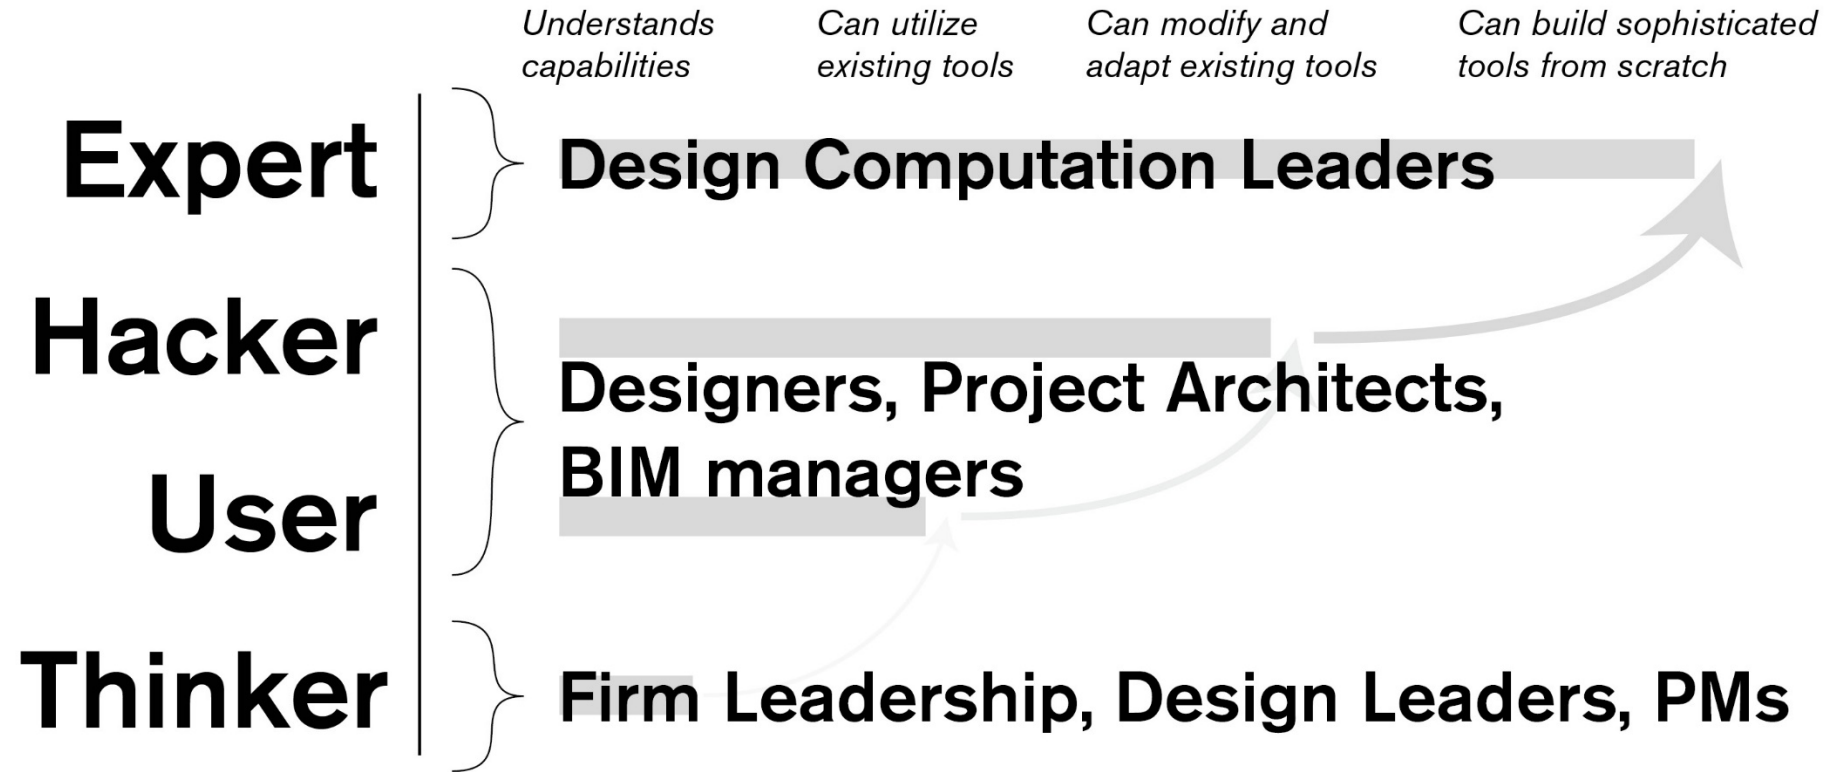 Understands
capabilities
Can utilize
existing tools
Can modify and
adapt existing tools
Can build sophisticated
tools from scratch
Expert
Design Computation Leaders
Hacker
Designers, Project Architects,
BIM managers
User
Thinker
Firm Leadership, Design Leaders, PMs